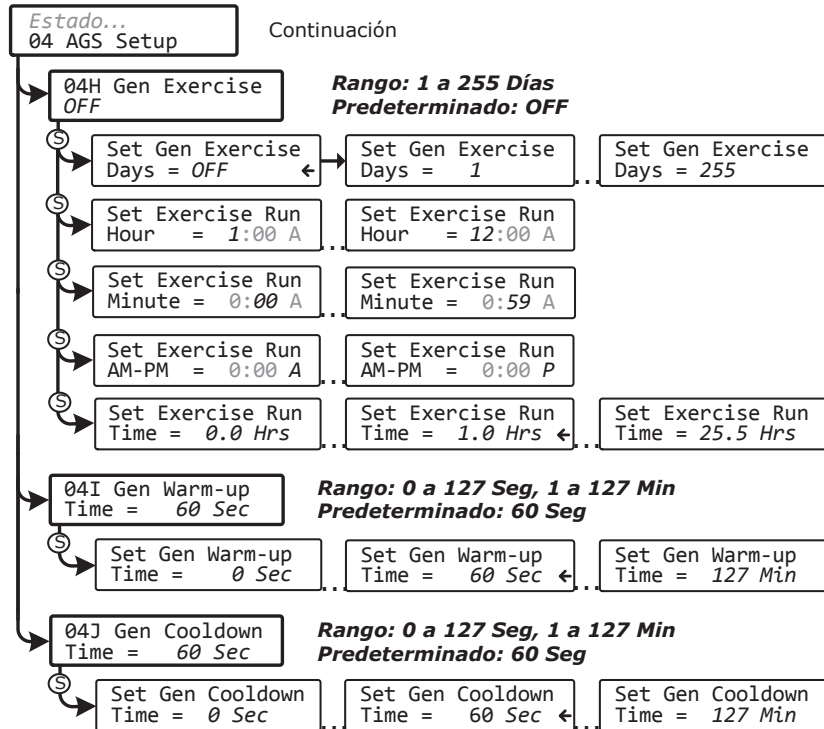 Estado...
04 AGS Setup
Continuación
04H Gen Exercise
OFF
Rango: 1 a 255 Días
Predeterminado: OFF
S
Set Gen Exercise
Days = OFF ←
Set Gen Exercise
Days = 1
...
Set Gen Exercise
Days = 255
S
Set Exercise Run
Hour = 1:00 A
...
Set Exercise Run
Hour = 12:00 A
S
Set Exercise Run
Minute = 0:00 A
...
Set Exercise Run
Minute = 0:59 A
S
Set Exercise Run
AM-PM = 0:00 A
...
Set Exercise Run
AM-PM = 0:00 P
S
Set Exercise Run
Time = 0.0 Hrs
...
Set Exercise Run
Time = 1.0 Hrs ←
...
Set Exercise Run
Time = 25.5 Hrs
04I Gen Warm-up
Time = 60 Sec
Rango: 0 a 127 Seg, 1 a 127 Min
Predeterminado: 60 Seg
S
Set Gen Warm-up
Time = 0 Sec
...
Set Gen Warm-up
Time = 60 Sec ←
...
Set Gen Warm-up
Time = 127 Min
04J Gen Cooldown
Time = 60 Sec
Rango: 0 a 127 Seg, 1 a 127 Min
Predeterminado: 60 Seg
S
Set Gen Cooldown
Time = 0 Sec
...
Set Gen Cooldown
Time = 60 Sec ←
...
Set Gen Cooldown
Time = 127 Min